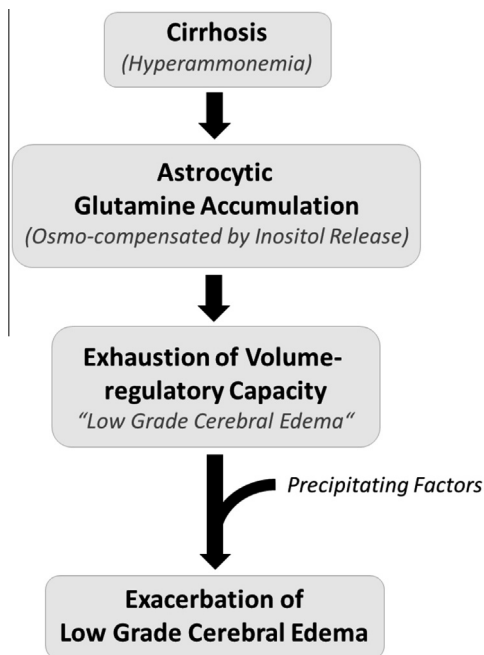 Cirrhosis
(Hyperammonemia)
Astrocytic
Glutamine Accumulation
(Osmo-compensated by Inositol Release)
Exhaustion of Volume-
regulatory Capacity
“Low Grade Cerebral Edema“
Precipitating Factors
Exacerbation of
Low Grade Cerebral Edema